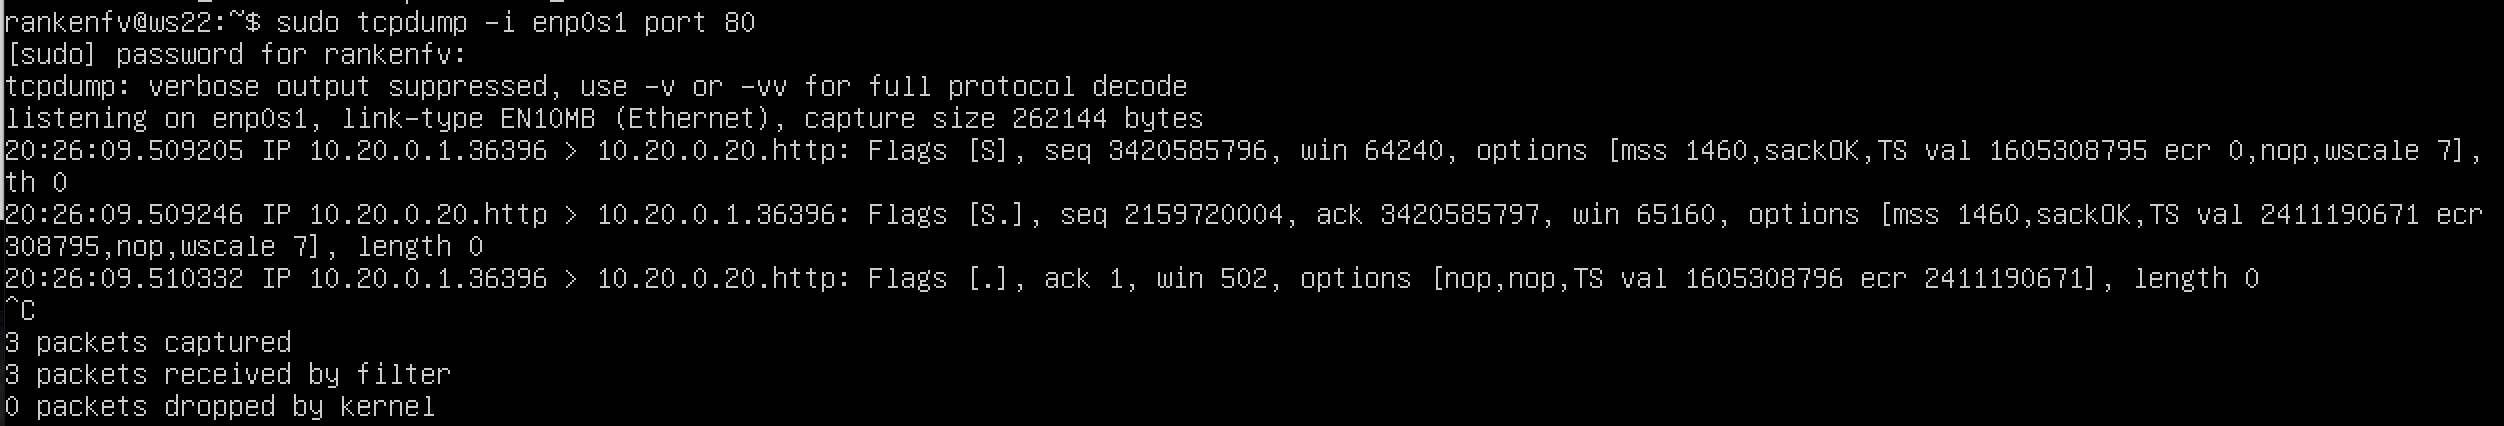 rankenfv@ws22:~$ sudo tcpdump -i enp0s1 port 80
[sudo] password for rankenfv:
tcpdump: verbose output suppressed, use -v or -vv for full protocol decode
listening on enp0s1, link-type EN10MB (Ethernet), capture size 262144 bytes
20:26:09.509205 IP 10.20.0.1.36396 > 10.20.0.20.http: Flags [S], seq 3420585796, win 64240, options [mss 1460,sackOK,TS val 1605308795 ecr 0,nop,wscale 7],
th 0
20:26:09.509246 IP 10.20.0.20.http > 10.20.0.1.36396: Flags [S.], seq 2159720004, ack 3420585797, win 65160, options [mss 1460,sackOK,TS val 2411190671 ecr
308795,nop,wscale 7], length 0
20:26:09.510332 IP 10.20.0.1.36396 > 10.20.0.20.http: Flags [.], ack 1, win 502, options [nop,nop,TS val 1605308796 ecr 2411190671], length 0
^C
3 packets captured
3 packets received by filter
0 packets dropped by kernel